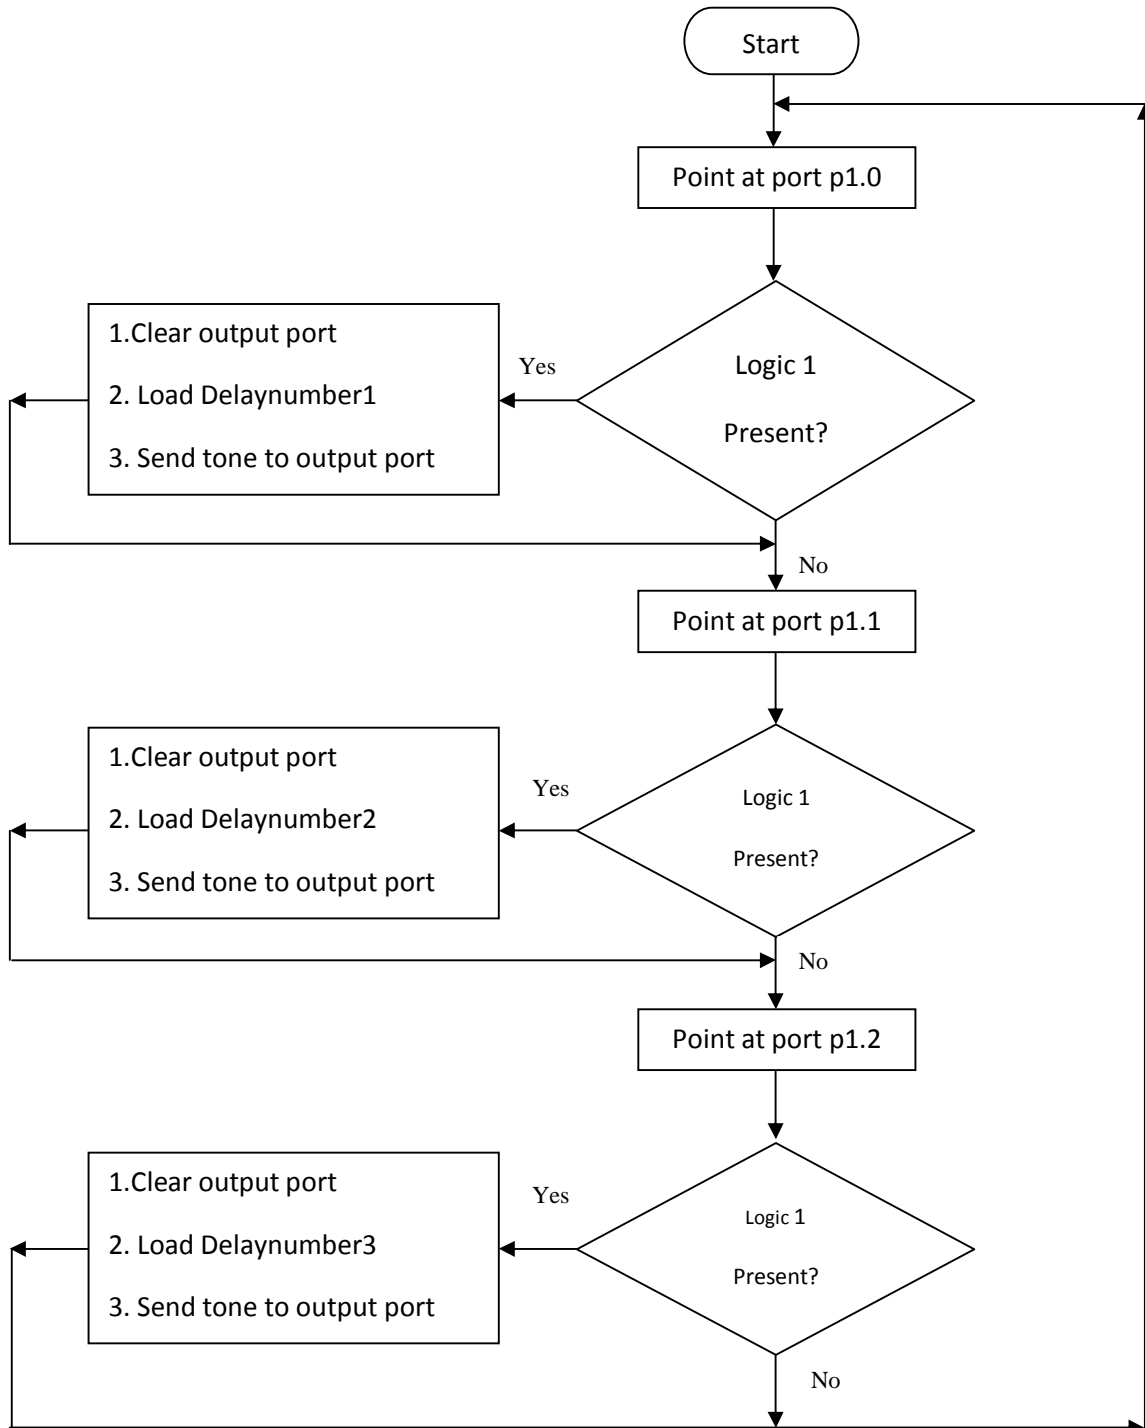 Start
Point at port p1.0
Logic 1
Present?
Yes
1.Clear output port
2. Load Delaynumber1
3. Send tone to output port
No
Point at port p1.1
Logic 1
Present?
Yes
1.Clear output port
2. Load Delaynumber2
3. Send tone to output port
No
Point at port p1.2
Logic 1
Present?
Yes
1.Clear output port
2. Load Delaynumber3
3. Send tone to output port
No